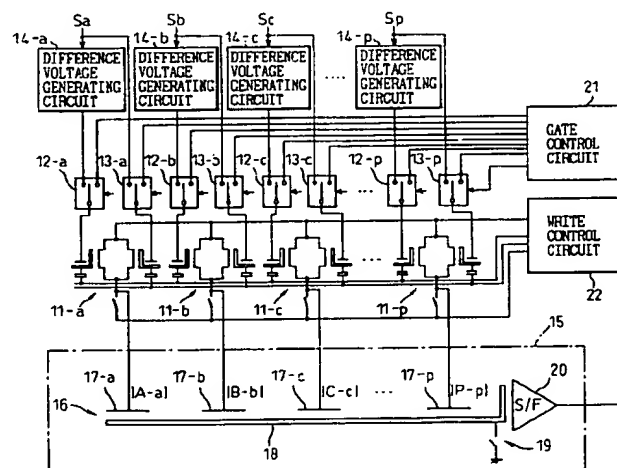 Sa Sb Sc Sp
14-a 14-b 14-c 14-p
DIFFERENCE VOLTAGE GENERATING CIRCUIT
DIFFERENCE VOLTAGE GENERATING CIRCUIT
DIFFERENCE VOLTAGE GENERATING CIRCUIT
DIFFERENCE VOLTAGE GENERATING CIRCUIT
21
GATE CONTROL CIRCUIT
12-a 13-a 12-b 13-b 12-c 13-c 12-p 13-p
WRITE CONTROL CIRCUIT
22
11-a 11-b 11-c 11-p
15
17-a |A-a| 17-b |B-b| 17-c |C-c| 17-p |P-p|
20
16
S/F
18
19